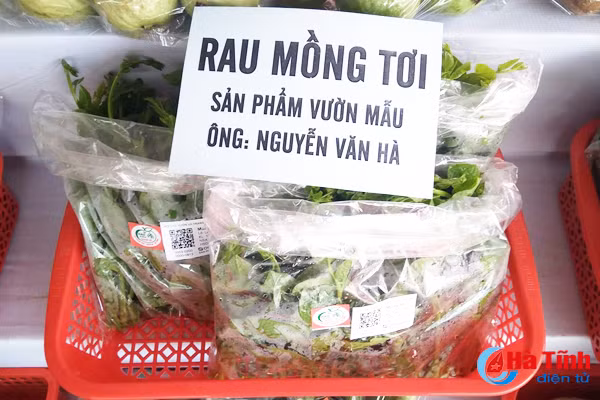 RAU MỒNG TƠI
SẢN PHẨM VƯỜN MẪU
ÔNG: NGUYỄN VĂN HÀ
Hà Tĩnh
điện tử